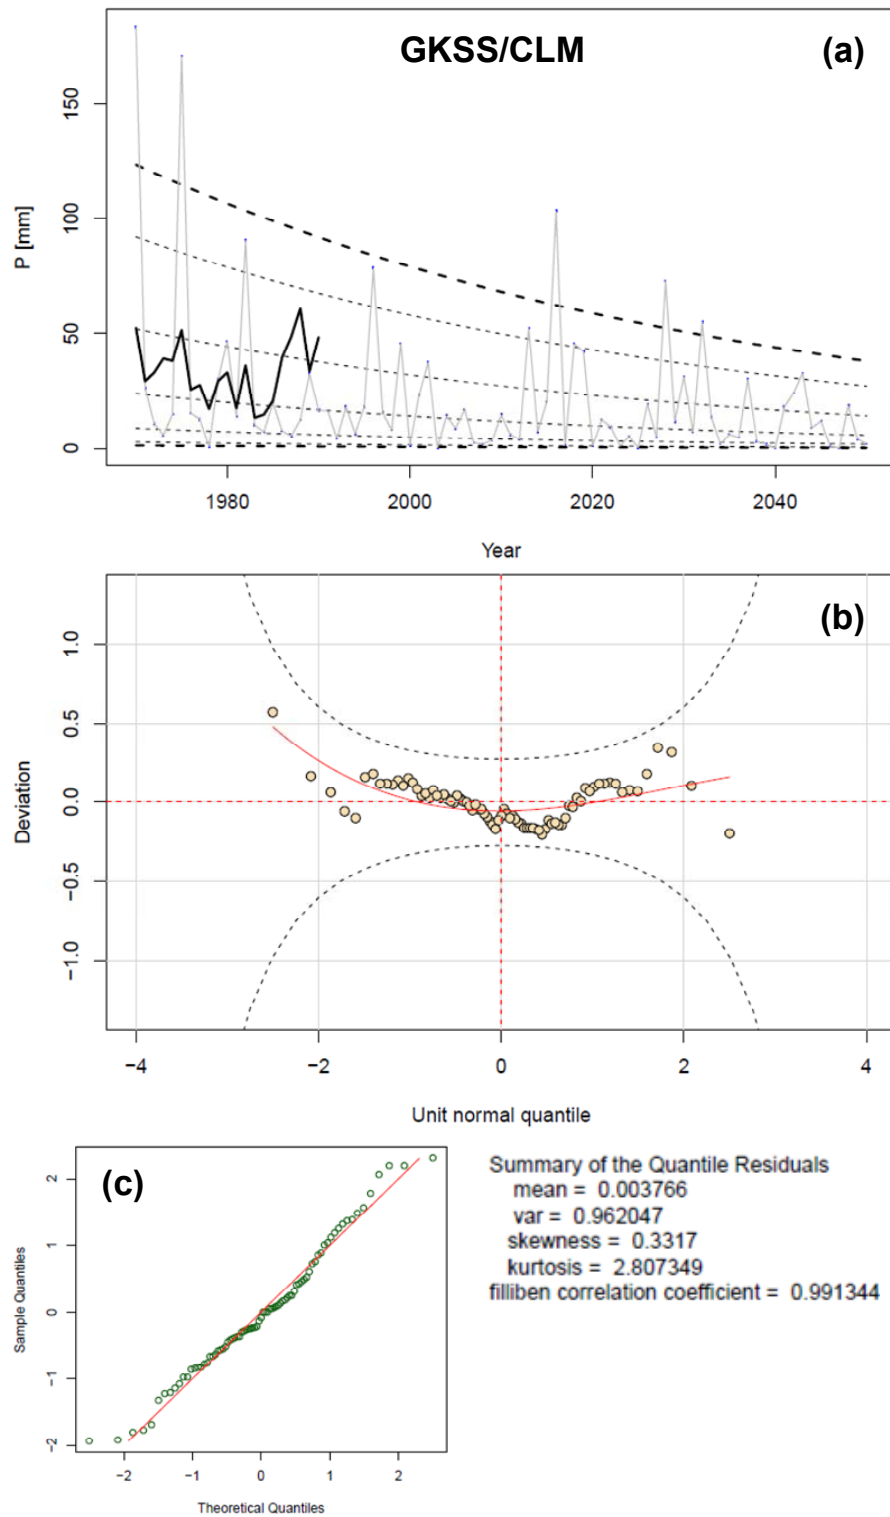 GKSS/CLM
(a)
P [mm]
150
100
50
0
1980
2000
2020
2040
Year
(b)
Deviation
1.0
0.5
0.0
−0.5
−1.0
−4
−2
0
2
4
Unit normal quantile
(c)
Sample Quantiles
2
1
0
−1
−2
−2
−1
0
1
2
Theoretical Quantiles
Summary of the Quantile Residuals
mean = 0.003766
var = 0.962047
skewness = 0.3317
kurtosis = 2.807349
filliben correlation coefficient = 0.991344